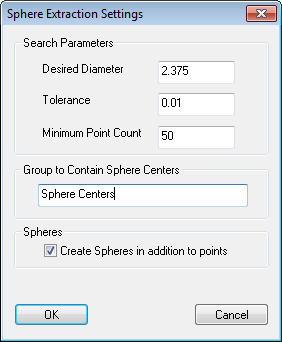 Sphere Extraction Settings
Search Parameters
Desired Diameter 2.375
Tolerance 0.01
Minimum Point Count 50
Group to Contain Sphere Centers
Sphere Centers
Spheres
Create Spheres in addition to points
OK Cancel